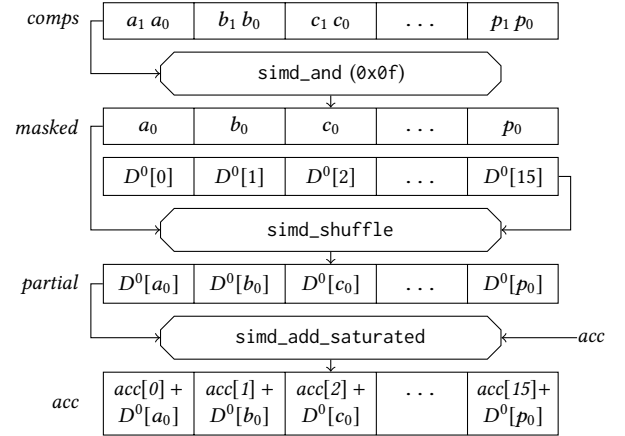 comps a₁ a₀ b₁ b₀ c₁ c₀ . . . p₁ p₀
simd_and (0x0f)
masked a₀ b₀ c₀ . . . p₀
D⁰[0] D⁰[1] D⁰[2] . . . D⁰[15]
simd_shuffle
partial D⁰[a₀] D⁰[b₀] D⁰[c₀] . . . D⁰[p₀]
simd_add_saturated acc
acc[0] + acc[1] + acc[2] + . . . acc[15]+
acc
D⁰[a₀] D⁰[b₀] D⁰[c₀] D⁰[p₀]